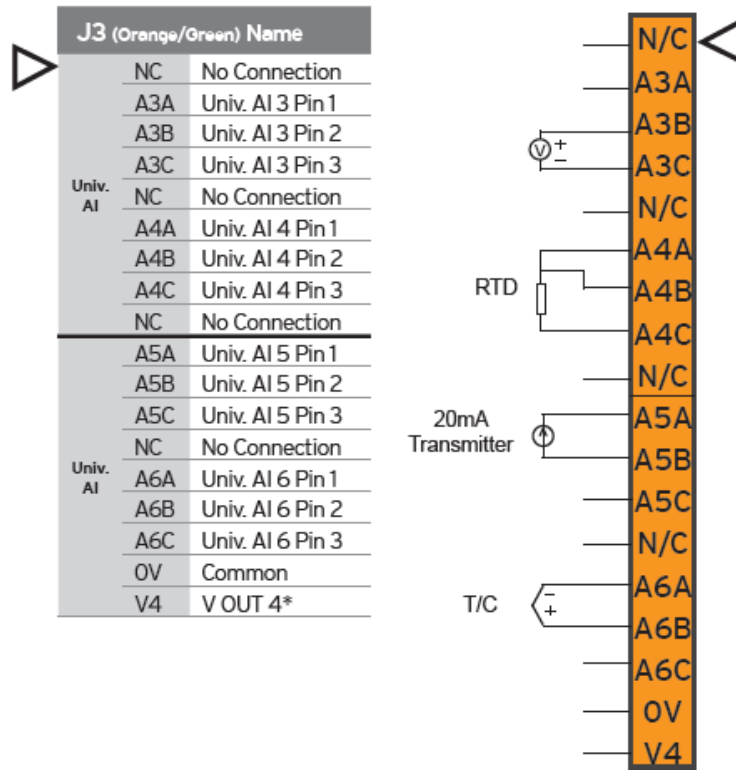 J3 (Orange/Green) Name
NC No Connection
A3A Univ. AI 3 Pin 1
A3B Univ. AI 3 Pin 2
A3C Univ. AI 3 Pin 3
Univ. AI
NC No Connection
A4A Univ. AI 4 Pin 1
A4B Univ. AI 4 Pin 2
A4C Univ. AI 4 Pin 3
NC No Connection
A5A Univ. AI 5 Pin 1
A5B Univ. AI 5 Pin 2
A5C Univ. AI 5 Pin 3
NC No Connection
Univ. AI
A6A Univ. AI 6 Pin 1
A6B Univ. AI 6 Pin 2
A6C Univ. AI 6 Pin 3
0V Common
V4 V OUT 4*
N/C
A3A
A3B
V + −
A3C
N/C
A4A
RTD
A4B
A4C
N/C
A5A
20mA
Transmitter
A5B
A5C
N/C
A6A
T/C − +
A6B
A6C
0V
V4